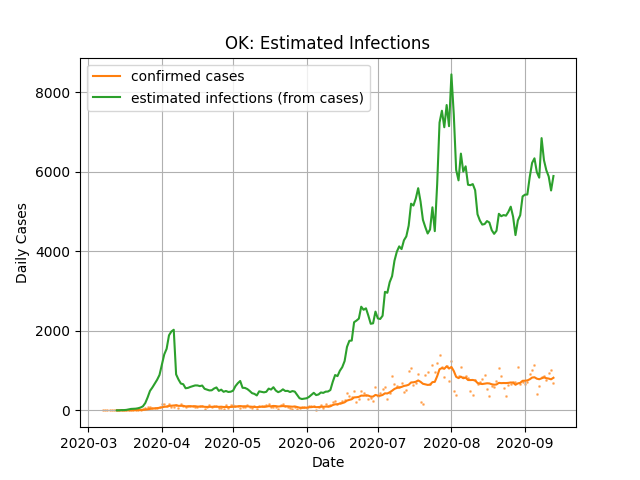 OK: Estimated Infections
confirmed cases
estimated infections (from cases)
Daily Cases
8000
6000
4000
2000
0
2020-03 2020-04 2020-05 2020-06 2020-07 2020-08 2020-09
Date